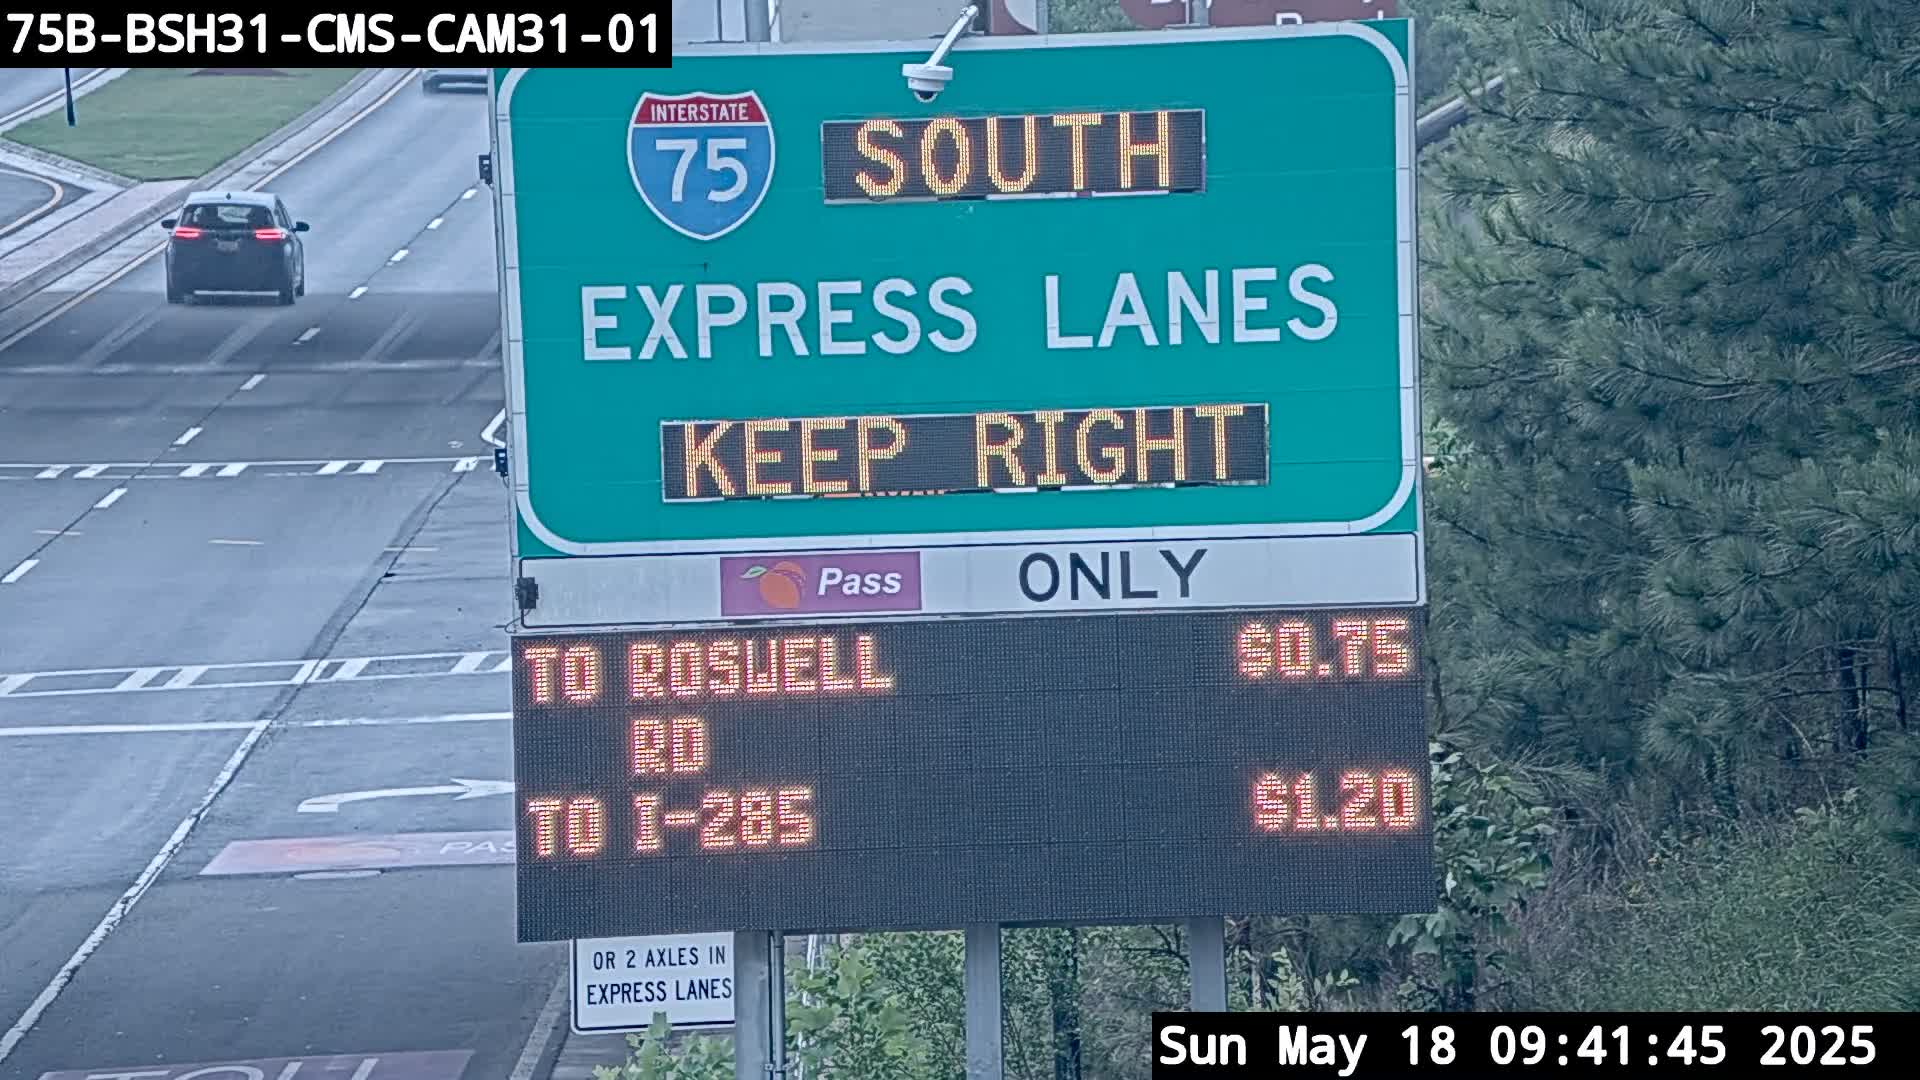 75B-BSH31-CMS-CAM31-01
INTERSTATE
75
SOUTH
EXPRESS LANES
KEEP RIGHT
Pass ONLY
TO ROSWELL $0.75
RD
TO I-285 $1.20
OR 2 AXLES IN
EXPRESS LANES
TOLL
Sun May 18 09:41:45 2025